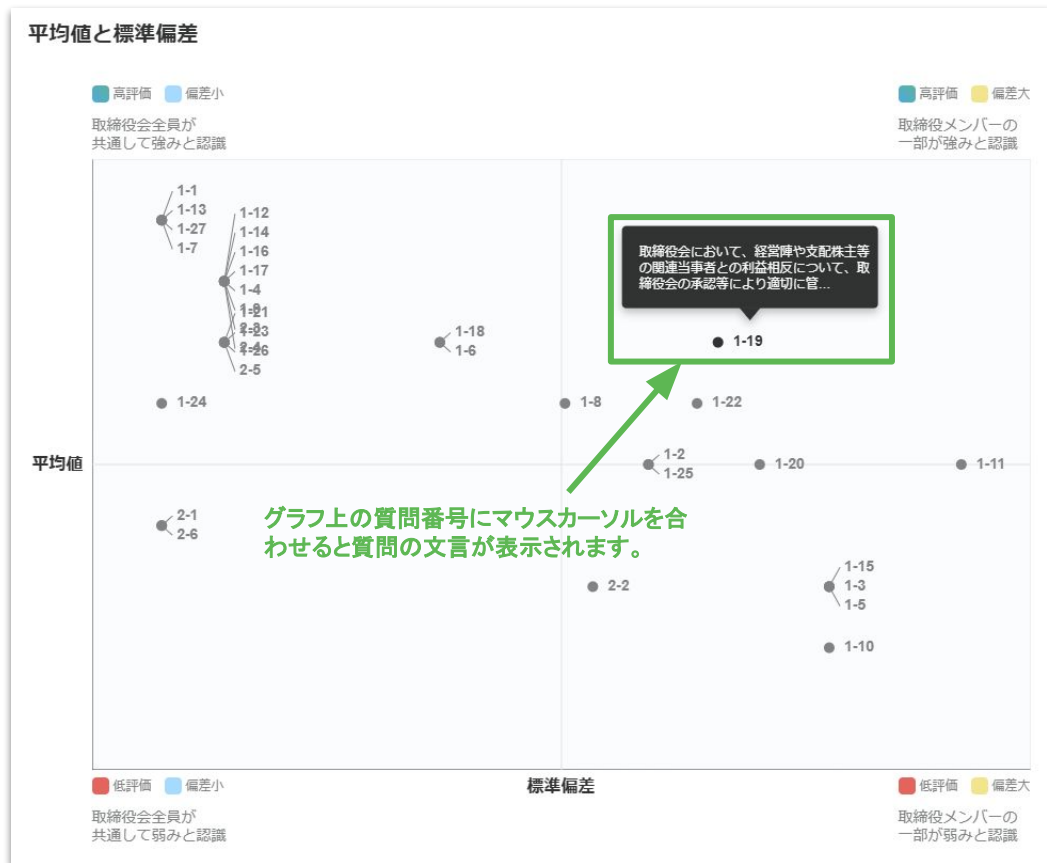 平均値と標準偏差
高評価 偏差小
取締役会全員が
共通して強みと認識
高評価 偏差大
取締役メンバーの
一部が強みと認識
1-1
1-13
1-27
1-7
1-12
1-14
1-16
1-17
1-4
1-21
1-23
1-26
2-5
1-18
1-6
取締役会において、経営陣や支配株主等
の関連当事者との利益相反について、取
締役会の承認等により適切に管...
1-19
1-24
1-8
1-22
平均値
1-2
1-25
1-20
1-11
2-1
2-6
グラフ上の質問番号にマウスカーソルを合
わせると質問の文言が表示されます。
2-2
1-15
1-3
1-5
1-10
標準偏差
低評価 偏差小
取締役会全員が
共通して弱みと認識
低評価 偏差大
取締役メンバーの
一部が弱みと認識